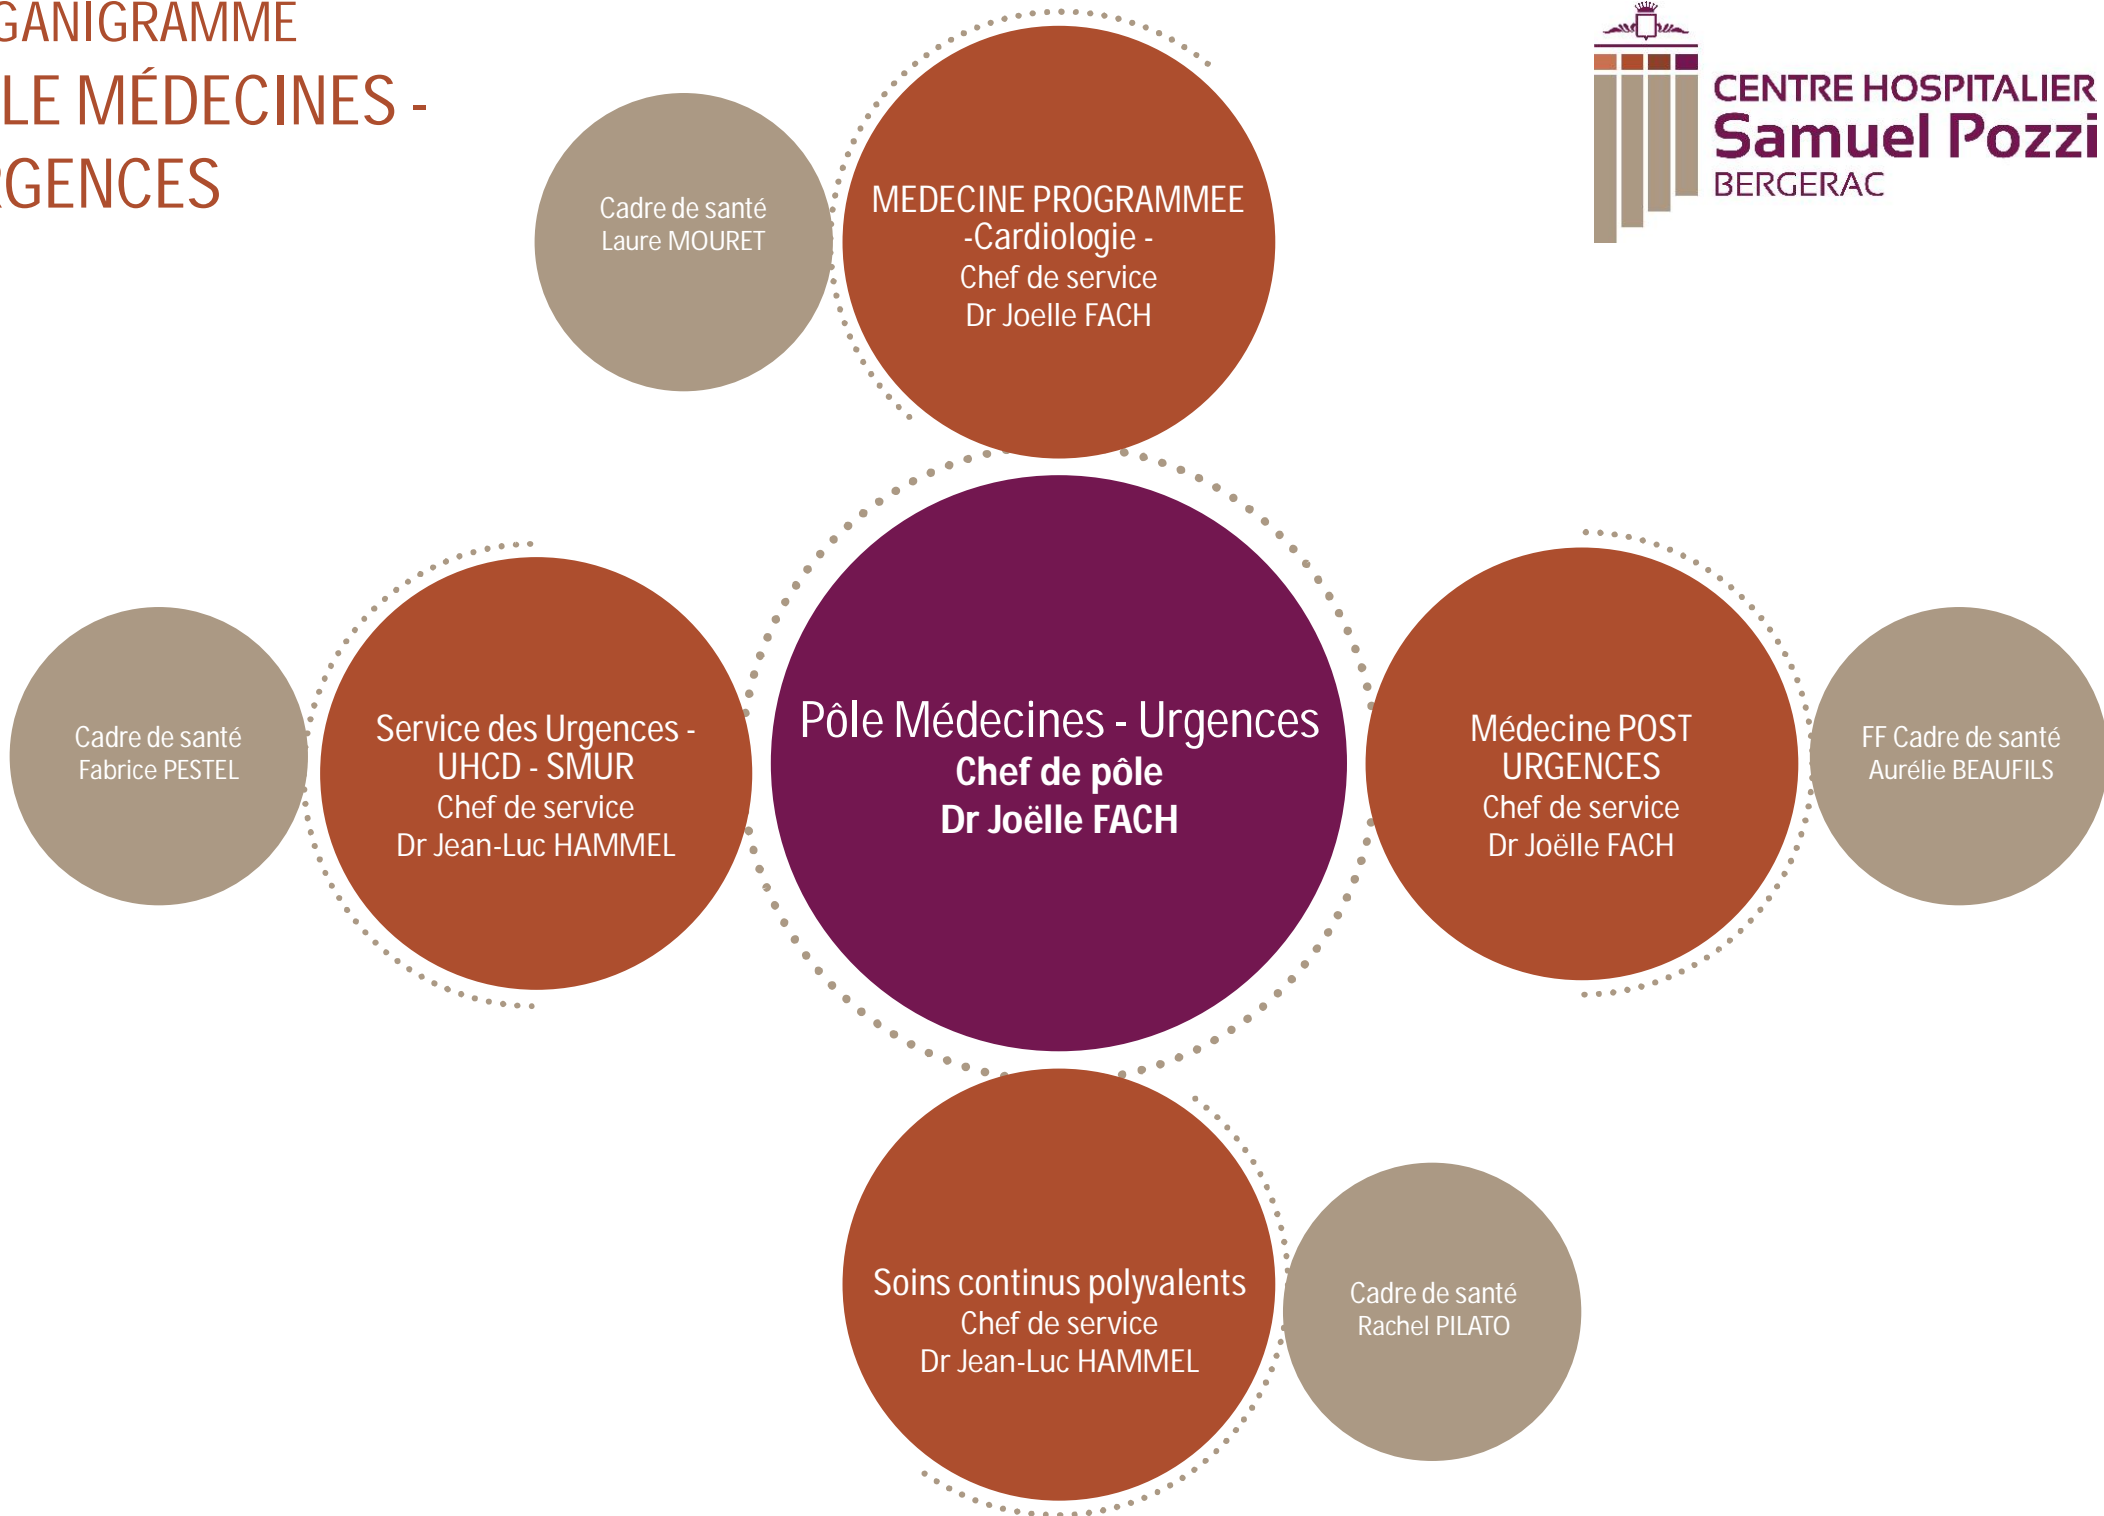 GANIGRAMME
LE MÉDECINES -
RGENCES
CENTRE HOSPITALIER
Samuel Pozzi
BERGERAC
Cadre de santé
Laure MOURET
MEDECINE PROGRAMMEE
-Cardiologie -
Chef de service
Dr Joelle FACH
Cadre de santé
Fabrice PESTEL
Service des Urgences -
UHCD - SMUR
Chef de service
Dr Jean-Luc HAMMEL
Pôle Médecines - Urgences
Chef de pôle
Dr Joëlle FACH
Médecine POST
URGENCES
Chef de service
Dr Joëlle FACH
FF Cadre de santé
Aurélie BEAUFILS
Soins continus polyvalents
Chef de service
Dr Jean-Luc HAMMEL
Cadre de santé
Rachel PILATO